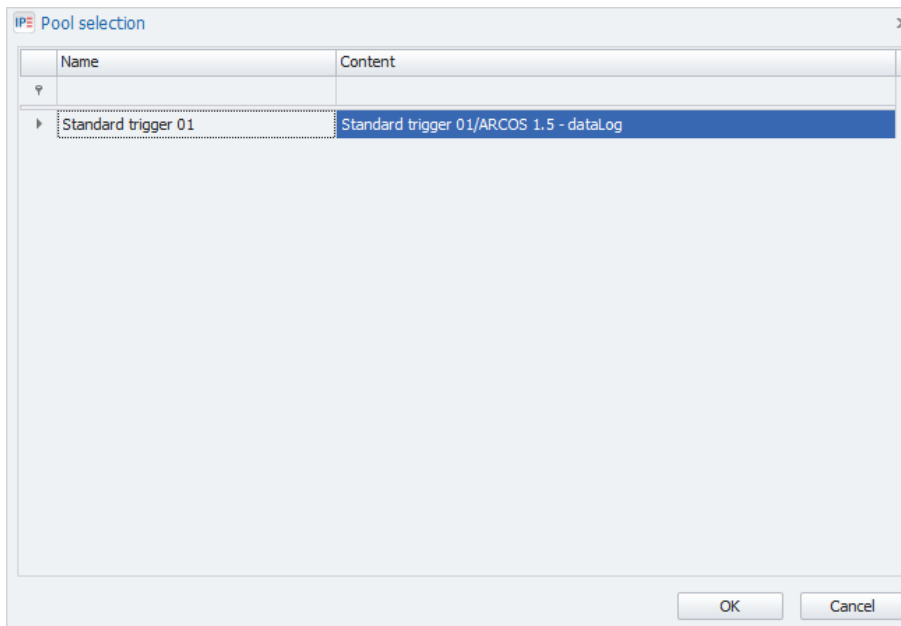 IPE Pool selection
Name Content
Standard trigger 01 Standard trigger 01/ARCOS 1.5 - dataLog
OK Cancel